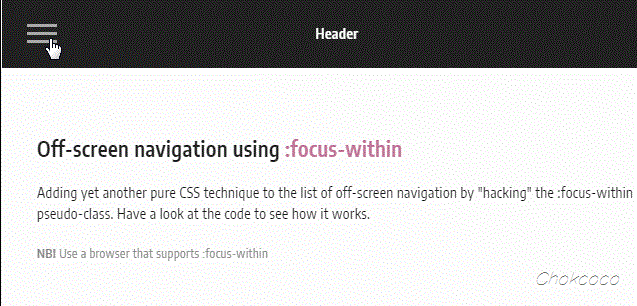 Header
Off-screen navigation using :focus-within
Adding yet another pure CSS technique to the list of off-screen navigation by "hacking" the :focus-within
pseudo-class. Have a look at the code to see how it works.
NB! Use a browser that supports :focus-within
Chokcoco